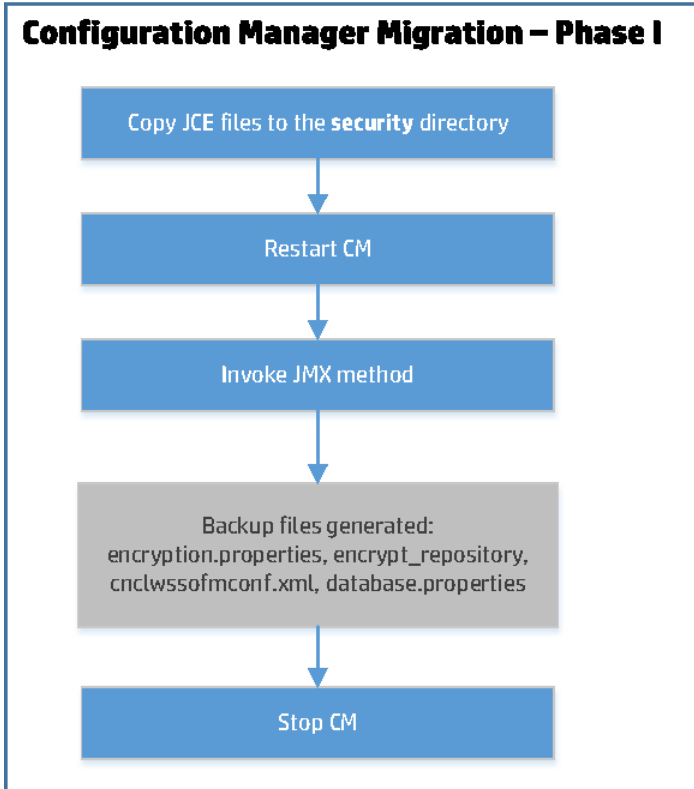 Configuration Manager Migration – Phase I
Copy JCE files to the security directory
Restart CM
Invoke JMX method
Backup files generated:
encryption.properties, encrypt_repository,
cnclwssofmconf.xml, database.properties
Stop CM